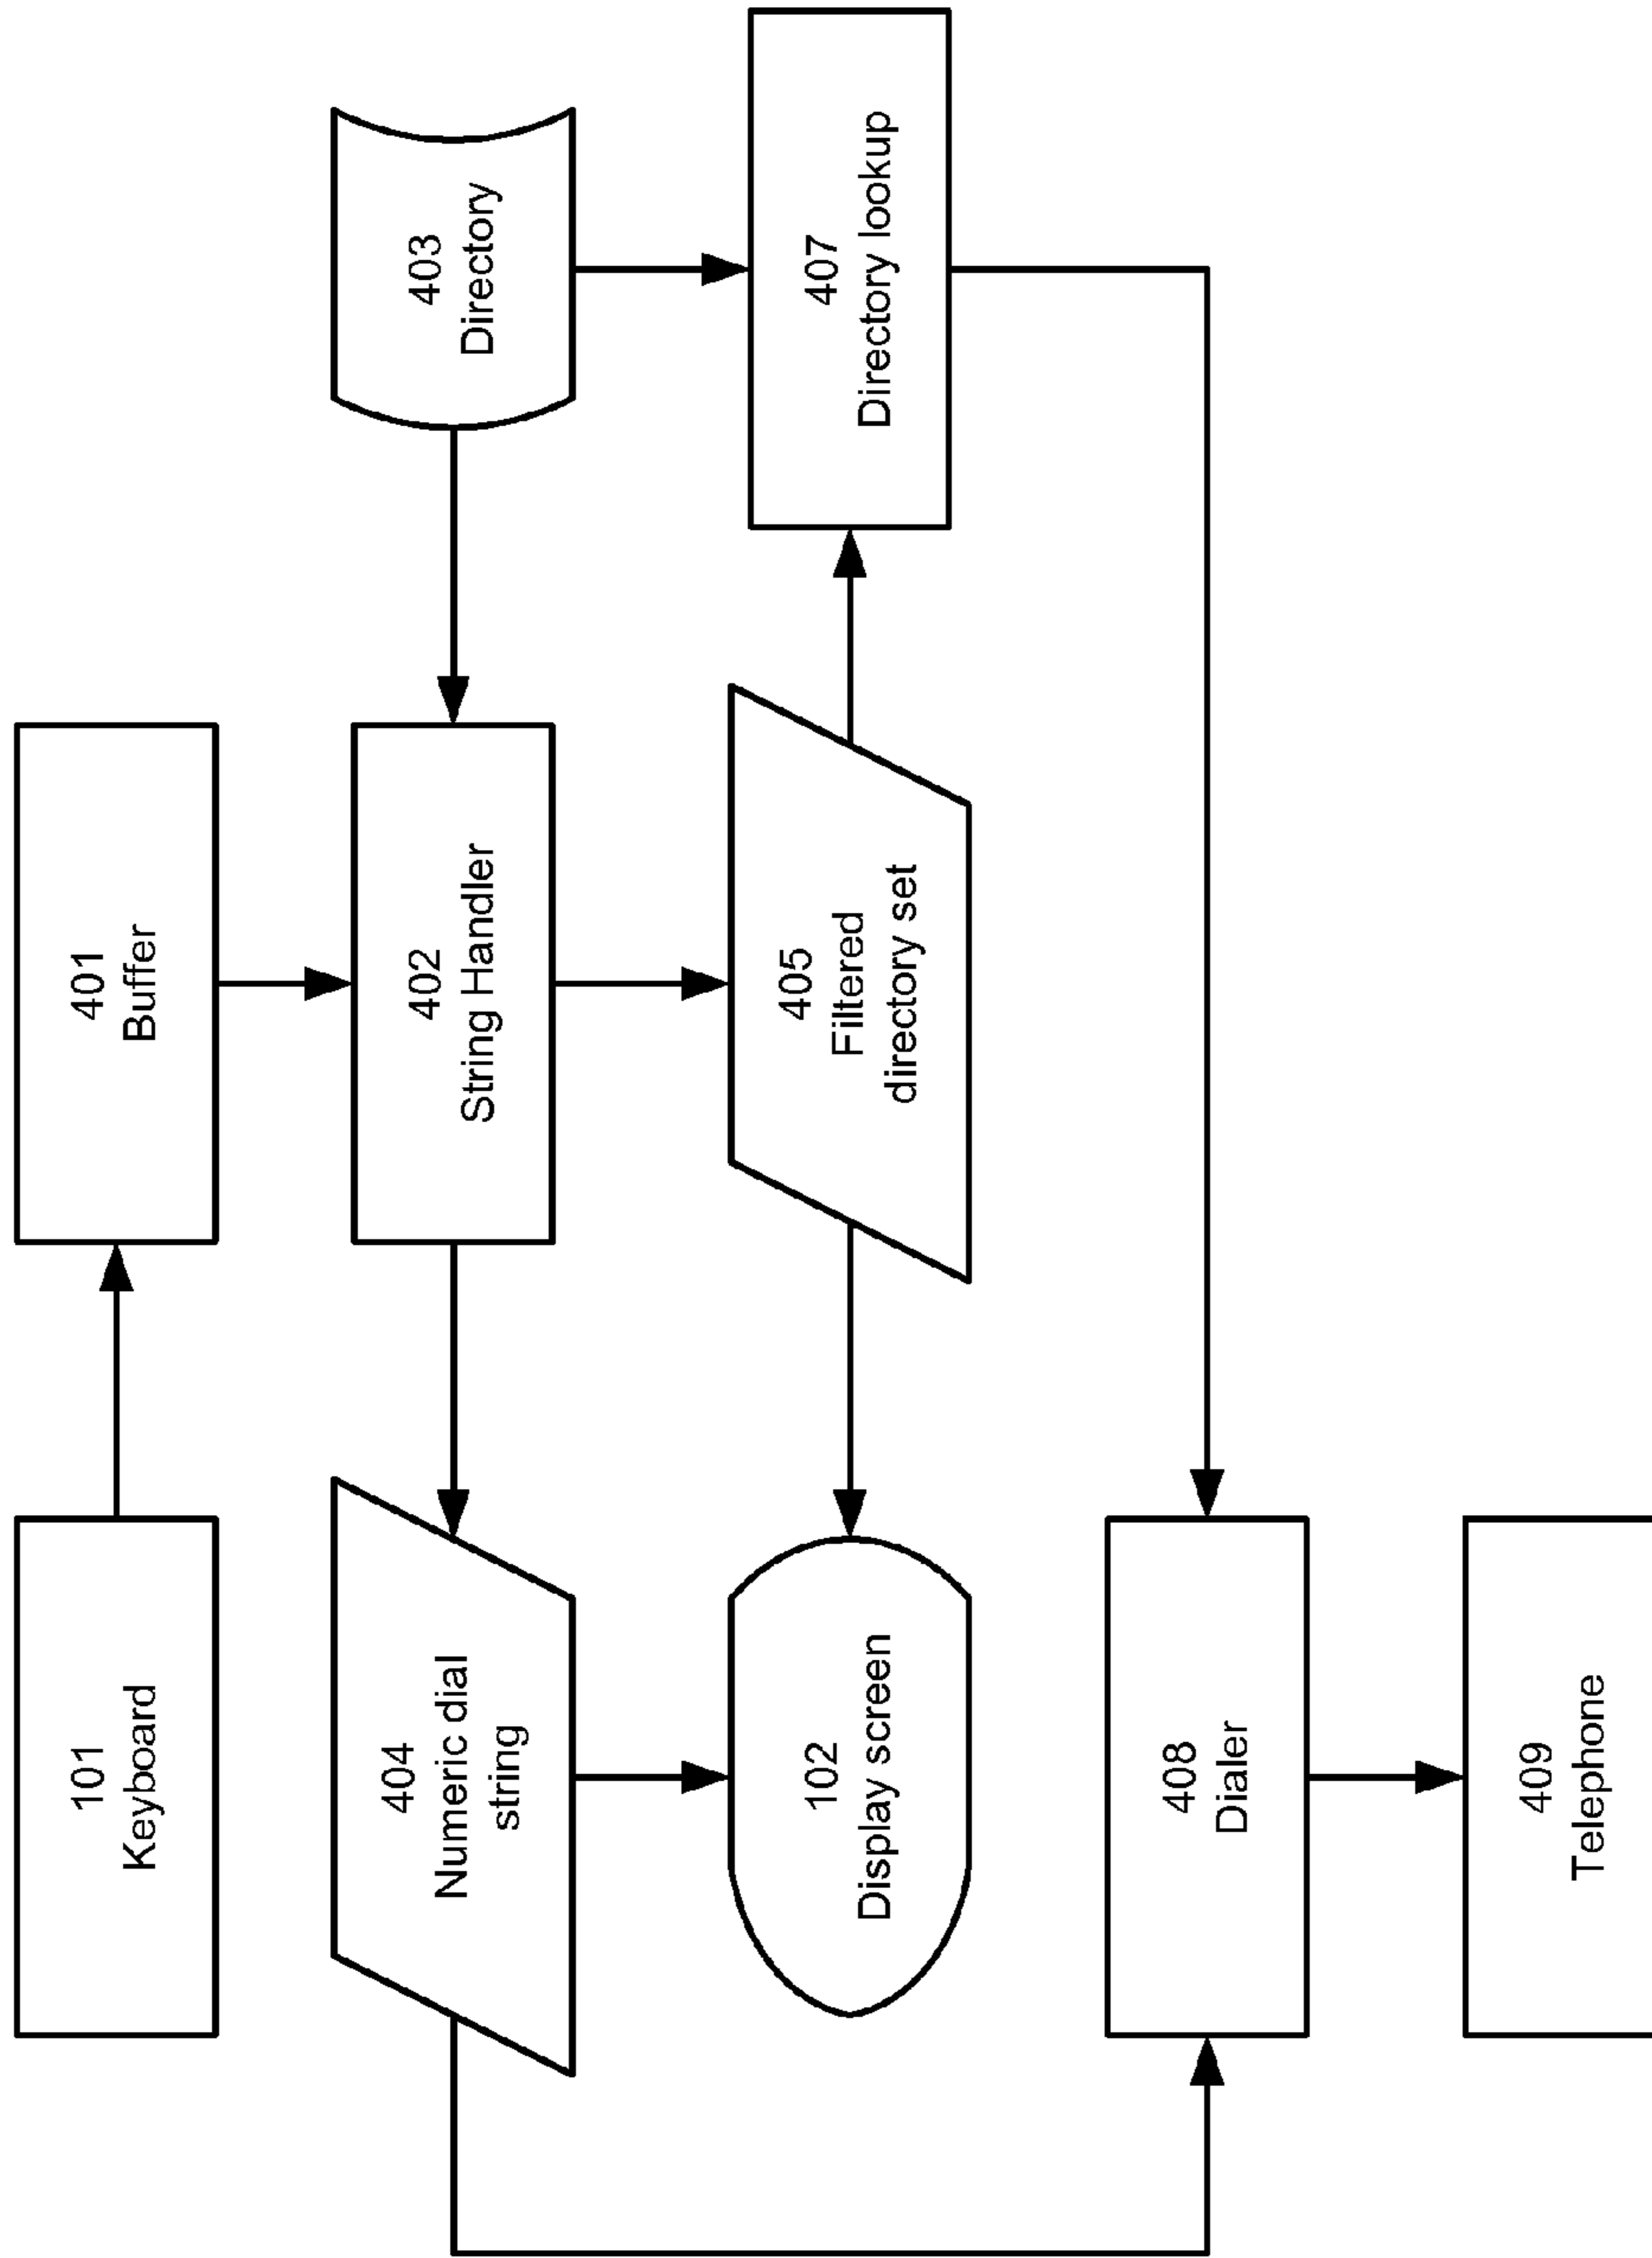 101
Keyboard
401
Buffer
404
Numeric dial
string
402
String Handler
403
Directory
102
Display screen
405
Filtered
directory set
407
Directory lookup
408
Dialer
409
Telephone